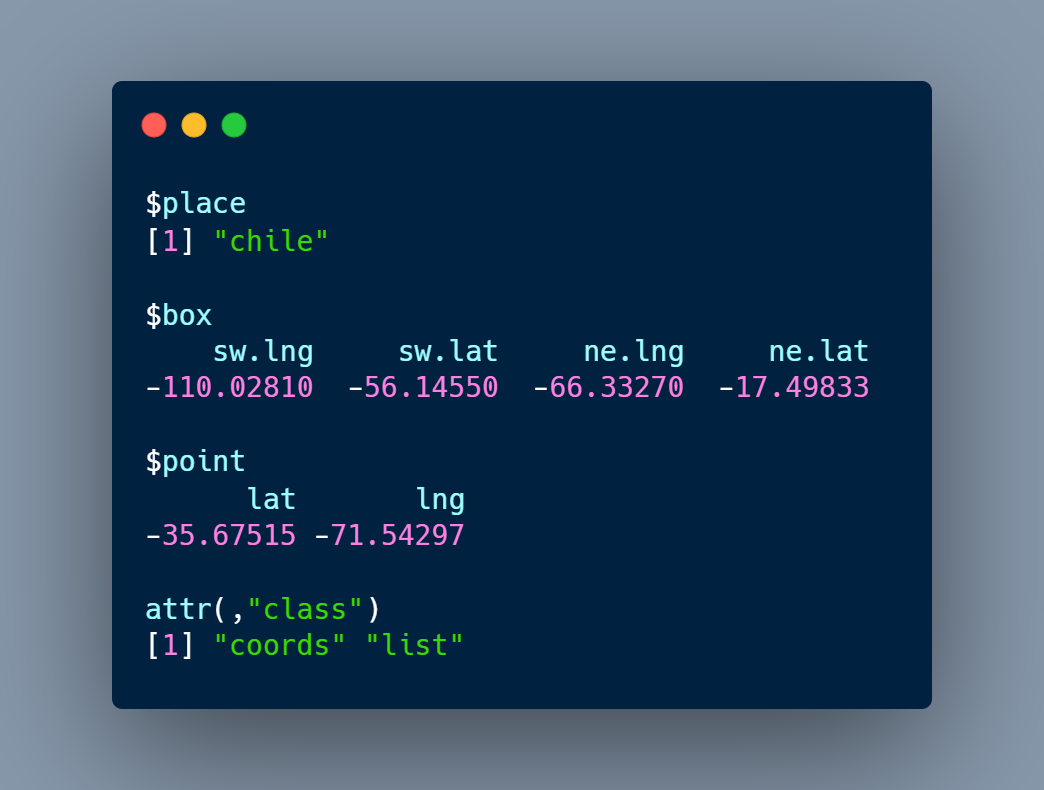 $place
[1] "chile"
$box
    sw.lng     sw.lat     ne.lng     ne.lat
-110.02810  -56.14550  -66.33270  -17.49833
$point
      lat       lng
-35.67515 -71.54297
attr(,"class")
[1] "coords" "list"